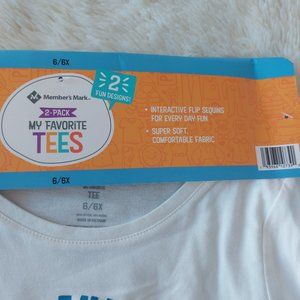 6/6X
Member's Mark
2-PACK
MY FAVORITE
TEES
2
FUN DESIGNS!
• INTERACTIVE FLIP SEQUINS
FOR EVERY DAY FUN
• SUPER SOFT,
COMFORTABLE FABRIC
6/6X
TEE
6/6X